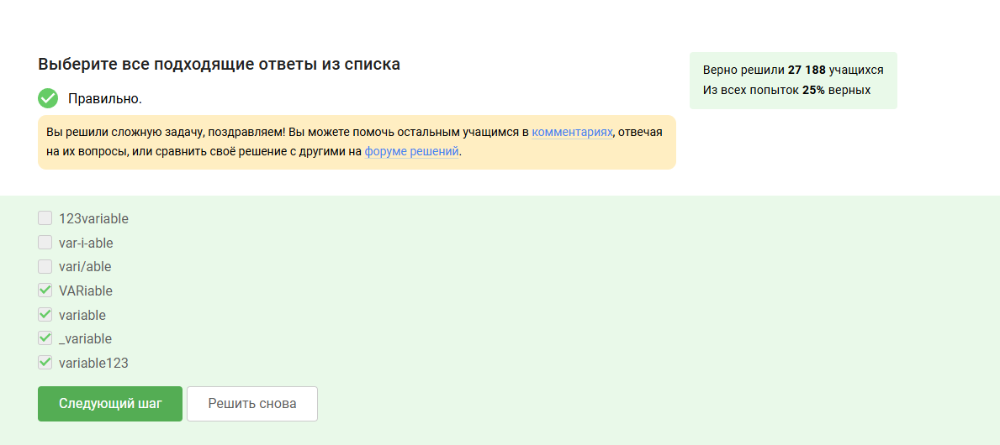 Выберите все подходящие ответы из списка
Верно решили 27 188 учащихся
Из всех попыток 25% верных
Правильно.
Вы решили сложную задачу, поздравляем! Вы можете помочь остальным учащимся в комментариях, отвечая
на их вопросы, или сравнить своё решение с другими на форуме решений.
123variable
var-i-able
vari/able
VARiable
variable
_variable
variable123
Следующий шаг
Решить снова